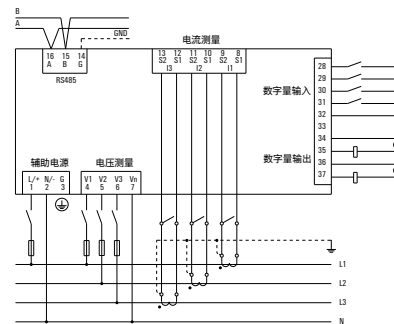 B
A
GND
电流测量
16 15 14
A B G
RS485
13 12 11 10 9 8
S2 S1 S2 S1 S2 S1
I3 I2 I1
28
29
数字量输入 30
31
32
33
34
数字量输出 35
36
37
辅助电源 电压测量
L/+ N/- G V1 V2 V3 Vn
1 2 3 4 5 6 7
L1
L2
L3
N